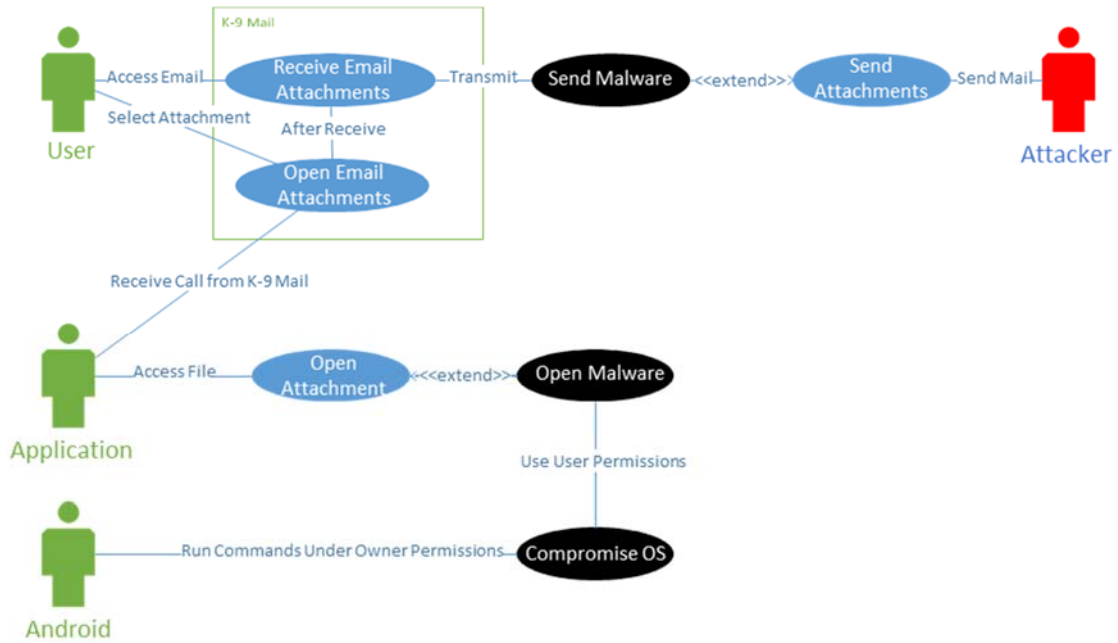 K-9 Mail
Access Email
Receive Email
Attachments
Transmit
Send Malware
<<extend>>
Send
Attachments
Send Mail
Select Attachment
After Receive
User
Attacker
Open Email
Attachments
Receive Call from K-9 Mail
Access File
Open
Attachment
<<extend>>
Open Malware
Application
Use User Permissions
Run Commands Under Owner Permissions
Compromise OS
Android